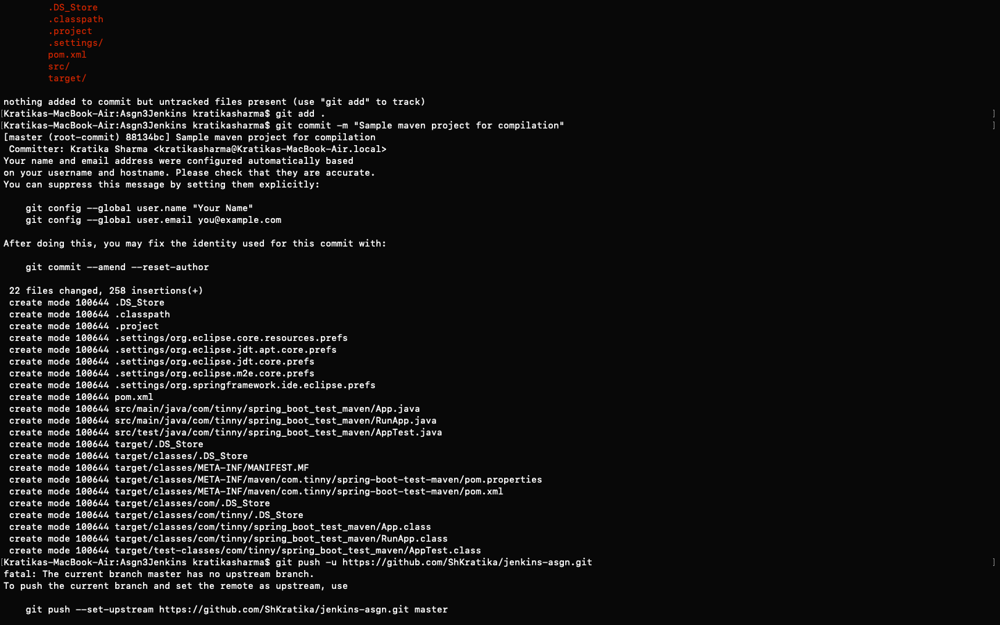 .DS_Store
.classpath
.project
.settings/
pom.xml
src/
target/
nothing added to commit but untracked files present (use "git add" to track)
[Kratikas-MacBook-Air:Asgn3Jenkins kratikasharma$ git add . ]
[Kratikas-MacBook-Air:Asgn3Jenkins kratikasharma$ git commit -m "Sample maven project for compilation" ]
[master (root-commit) 88134bc] Sample maven project for compilation
Committer: Kratika Sharma <kratikasharma@Kratikas-MacBook-Air.local>
Your name and email address were configured automatically based
on your username and hostname. Please check that they are accurate.
You can suppress this message by setting them explicitly:
git config --global user.name "Your Name"
git config --global user.email you@example.com
After doing this, you may fix the identity used for this commit with:
git commit --amend --reset-author
22 files changed, 258 insertions(+)
create mode 100644 .DS_Store
create mode 100644 .classpath
create mode 100644 .project
create mode 100644 .settings/org.eclipse.core.resources.prefs
create mode 100644 .settings/org.eclipse.jdt.apt.core.prefs
create mode 100644 .settings/org.eclipse.jdt.core.prefs
create mode 100644 .settings/org.eclipse.m2e.core.prefs
create mode 100644 .settings/org.springframework.ide.eclipse.prefs
create mode 100644 pom.xml
create mode 100644 src/main/java/com/tinny/spring_boot_test_maven/App.java
create mode 100644 src/main/java/com/tinny/spring_boot_test_maven/RunApp.java
create mode 100644 src/test/java/com/tinny/spring_boot_test_maven/AppTest.java
create mode 100644 target/.DS_Store
create mode 100644 target/classes/.DS_Store
create mode 100644 target/classes/META-INF/MANIFEST.MF
create mode 100644 target/classes/META-INF/maven/com.tinny/spring-boot-test-maven/pom.properties
create mode 100644 target/classes/META-INF/maven/com.tinny/spring-boot-test-maven/pom.xml
create mode 100644 target/classes/com/.DS_Store
create mode 100644 target/classes/com/tinny/.DS_Store
create mode 100644 target/classes/com/tinny/spring_boot_test_maven/App.class
create mode 100644 target/classes/com/tinny/spring_boot_test_maven/RunApp.class
create mode 100644 target/test-classes/com/tinny/spring_boot_test_maven/AppTest.class
[Kratikas-MacBook-Air:Asgn3Jenkins kratikasharma$ git push -u https://github.com/ShKratika/jenkins-asgn.git ]
fatal: The current branch master has no upstream branch.
To push the current branch and set the remote as upstream, use
git push --set-upstream https://github.com/ShKratika/jenkins-asgn.git master